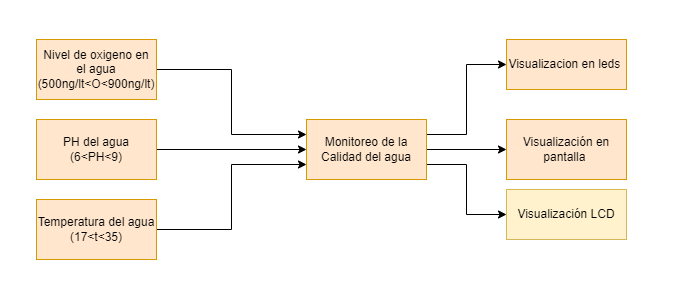 Nivel de oxigeno en
el agua
(500ng/lt<O<900ng/lt)
PH del agua
(6<PH<9)
Temperatura del agua
(17<t<35)
Monitoreo de la
Calidad del agua
Visualizacion en leds
Visualización en
pantalla
Visualización LCD